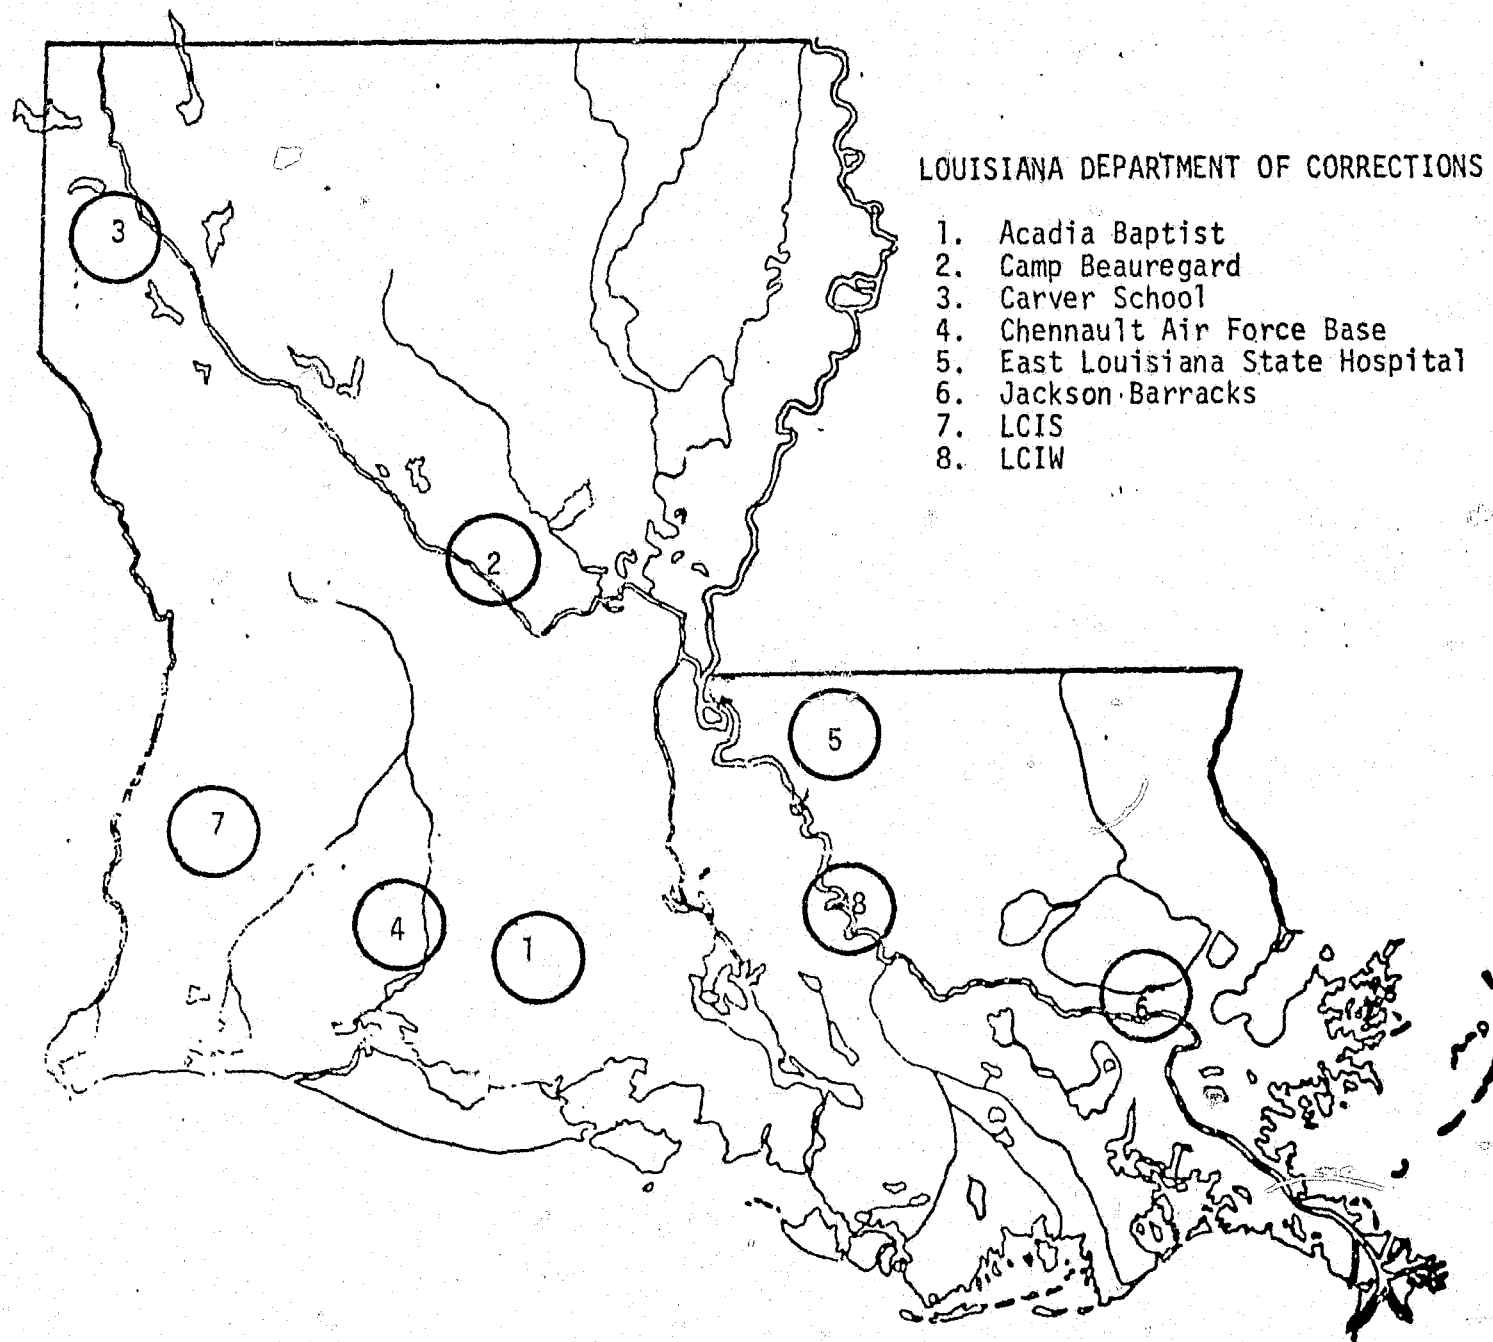 LOUISIANA DEPARTMENT OF CORRECTIONS
1. Acadia Baptist
2. Camp Beauregard
3. Carver School
4. Chennault Air Force Base
5. East Louisiana State Hospital
6. Jackson Barracks
7. LCIS
8. LCIW
3
2
5
7
8
4
1
6